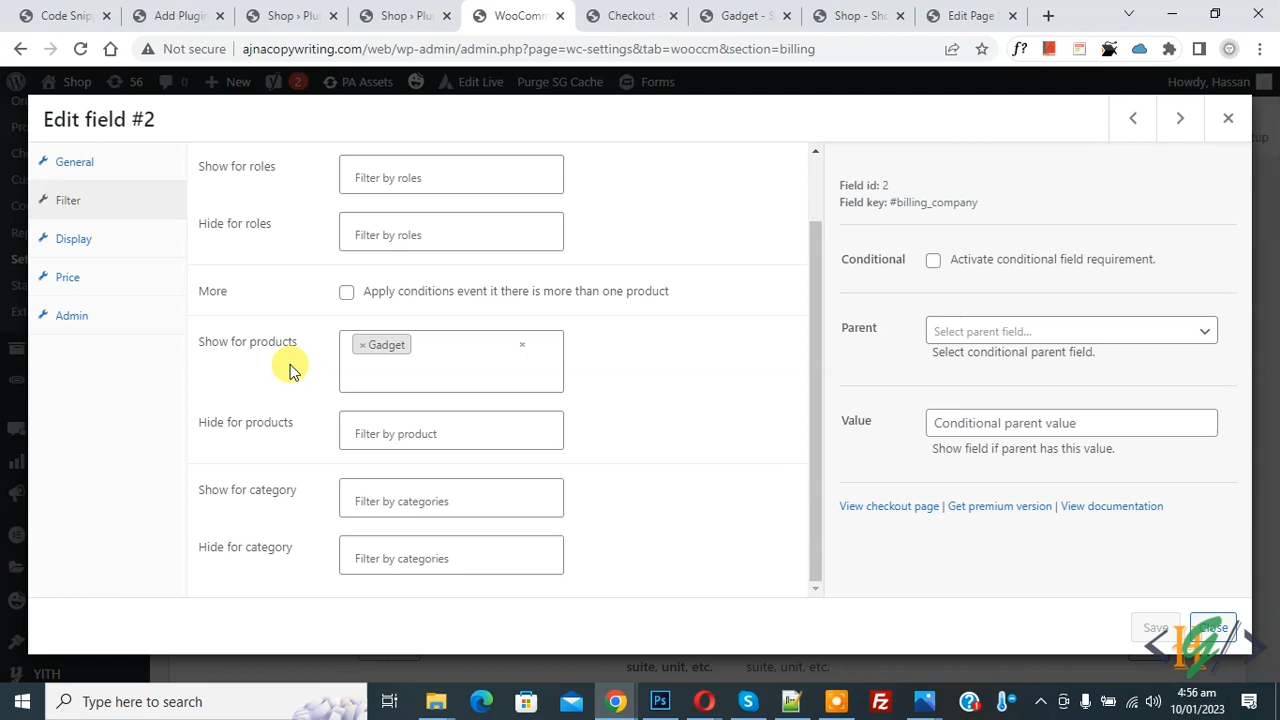 Code Snipp
Add Plugin
Shop ‹ Plu
Shop ‹ Plu
WooComm
Checkout -
Gadget - S
Shop - Sho
Edit Page
Not secure
ajnacopywriting.com/web/wp-admin/admin.php?page=wc-settings&tab=wooccm&section=billing
f?
Shop
56
0
New
2
PA Assets
Edit Live
Purge SG Cache
Forms
Howdy, Hassan
Edit field #2
General
Filter
Display
Price
Admin
Show for roles
Filter by roles
Hide for roles
Filter by roles
More
Apply conditions event it there is more than one product
Show for products
× Gadget
×
Hide for products
Filter by product
Show for category
Filter by categories
Hide for category
Filter by categories
Field id: 2
Field key: #billing_company
Conditional
Activate conditional field requirement.
Parent
Select parent field...
Select conditional parent field.
Value
Conditional parent value
Show field if parent has this value.
View checkout page | Get premium version | View documentation
Save
Close
YITH
suite, unit, etc.
suite, unit, etc.
Type here to search
4:56 am
10/01/2023